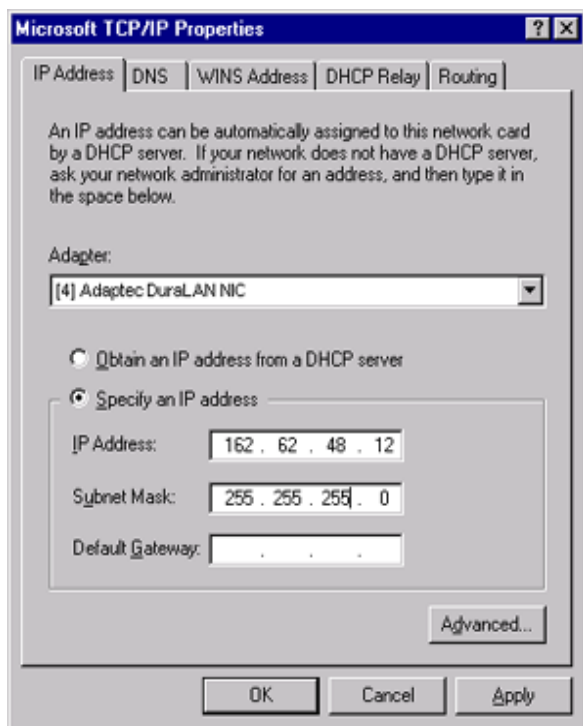 Microsoft TCP/IP Properties
IP Address DNS WINS Address DHCP Relay Routing
An IP address can be automatically assigned to this network card
by a DHCP server. If your network does not have a DHCP server,
ask your network administrator for an address, and then type it in
the space below.
Adapter:
[4] Adaptec DuraLAN NIC
Obtain an IP address from a DHCP server
Specify an IP address
IP Address: 162 . 62 . 48 . 12
Subnet Mask: 255 . 255 . 255 . 0
Default Gateway: . . .
Advanced...
OK Cancel Apply